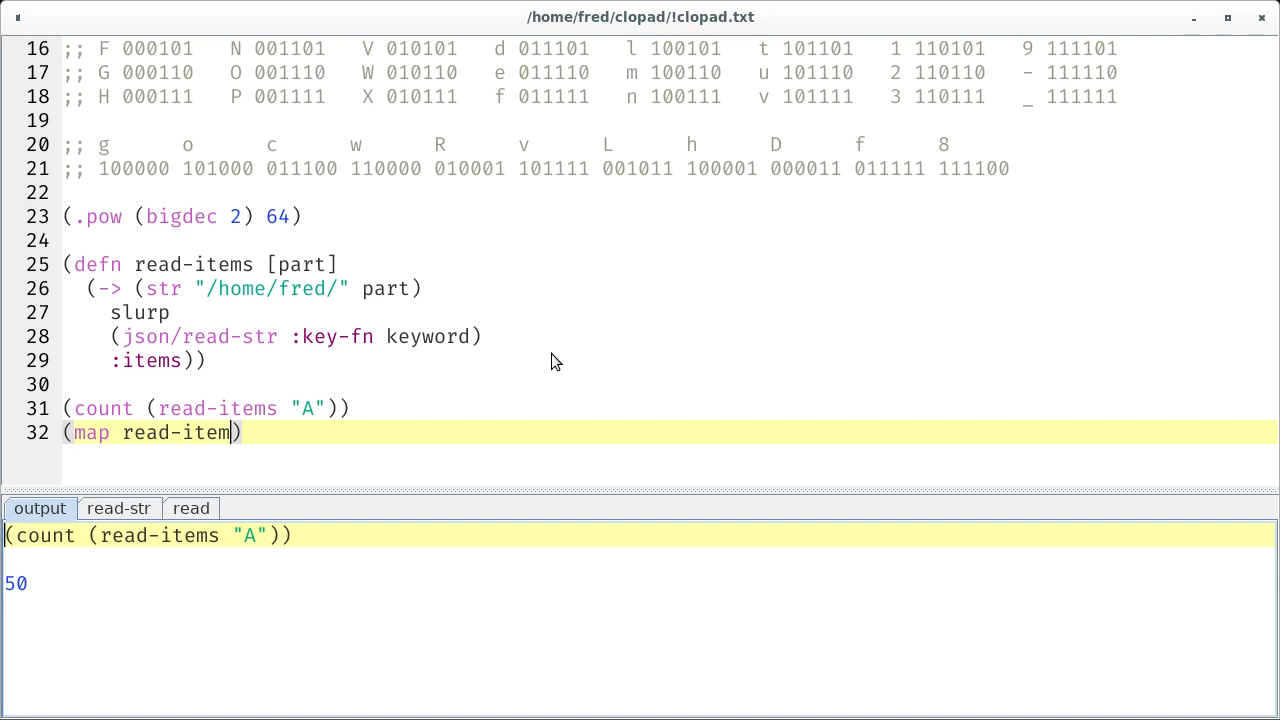 /home/fred/clopad/!clopad.txt
16 ;; F 000101   N 001101   V 010101   d 011101   l 100101   t 101101   1 110101   9 111101
17 ;; G 000110   O 001110   W 010110   e 011110   m 100110   u 101110   2 110110   - 111110
18 ;; H 000111   P 001111   X 010111   f 011111   n 100111   v 101111   3 110111   _ 111111
19
20 ;; g      o      c      w      R      v      L      h      D      f      8
21 ;; 100000 101000 011100 110000 010001 101111 001011 100001 000011 011111 111100
22
23 (.pow (bigdec 2) 64)
24
25 (defn read-items [part]
26   (-> (str "/home/fred/" part)
27     slurp
28     (json/read-str :key-fn keyword)
29     :items))
30
31 (count (read-items "A"))
32 (map read-item)
output read-str read
(count (read-items "A"))
50